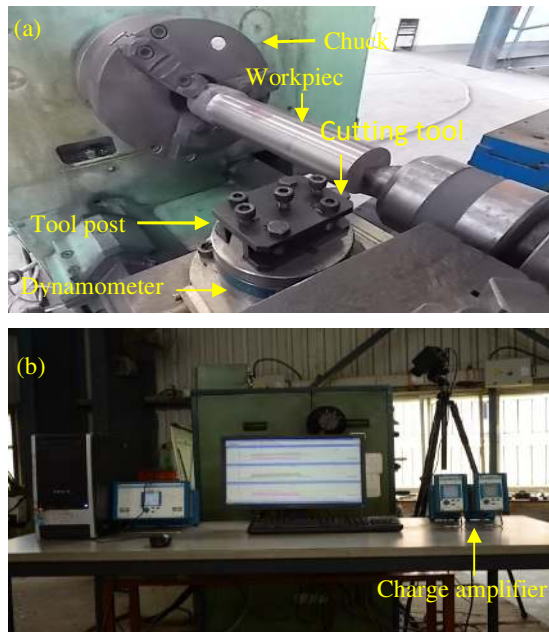 (a)
Chuck
Workpiec
Cutting tool
Tool post
Dynamometer
(b)
Charge amplifier